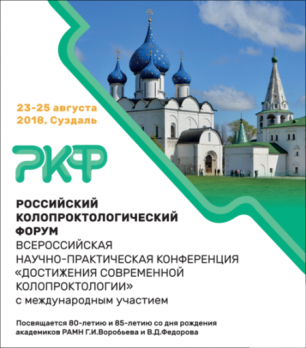 23-25 августа
2018, Суздаль
РКФ
РОССИЙСКИЙ
КОЛОПРОКТОЛОГИЧЕСКИЙ
ФОРУМ
ВСЕРОССИЙСКАЯ
НАУЧНО-ПРАКТИЧЕСКАЯ КОНФЕРЕНЦИЯ
«ДОСТИЖЕНИЯ СОВРЕМЕННОЙ
КОЛОПРОКТОЛОГИИ»
с международным участием
Посвящается 80-летию и 85-летию со дня рождения
академиков РАМН Г.И.Воробьева и В.Д.Федорова